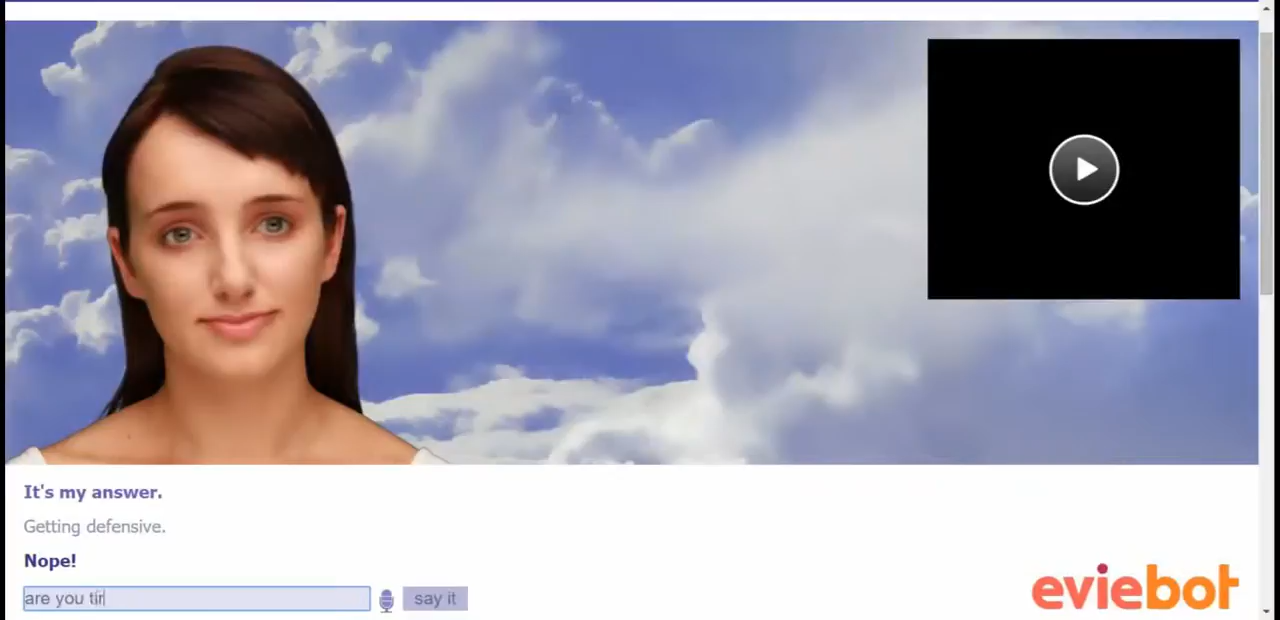 It's my answer.
Getting defensive.
Nope!
are you tir
say it
eviebot